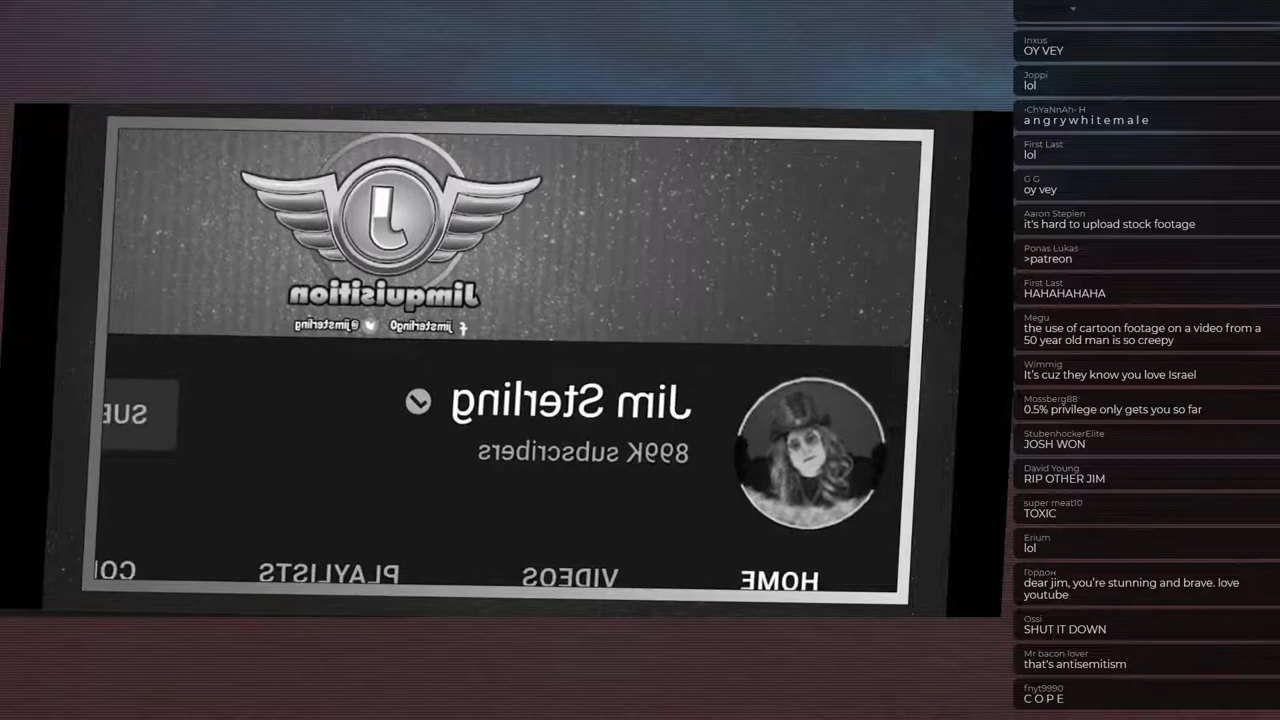 Jimquisition
jimsterling0 @jimsterling
Jim Sterling
899K subscribers
SUB
HOME VIDEOS PLAYLISTS CO
Inxus
OY VEY
Joppi
lol
•ChYaNnAh• H
a n g r y w h i t e m a l e
First Last
lol
G G
oy vey
Aaron Stepien
it's hard to upload stock footage
Ponas Lukas
>patreon
First Last
HAHAHAHAHA
Megu
the use of cartoon footage on a video from a
50 year old man is so creepy
Wimmig
It's cuz they know you love Israel
Mossberg88
0.5% privilege only gets you so far
StubenhockerElite
JOSH WON
David Young
RIP OTHER JIM
super meat10
TOXIC
Erium
lol
Гордон
dear jim, you're stunning and brave. love
youtube
Ossi
SHUT IT DOWN
Mr bacon lover
that's antisemitism
fnyt9990
C O P E